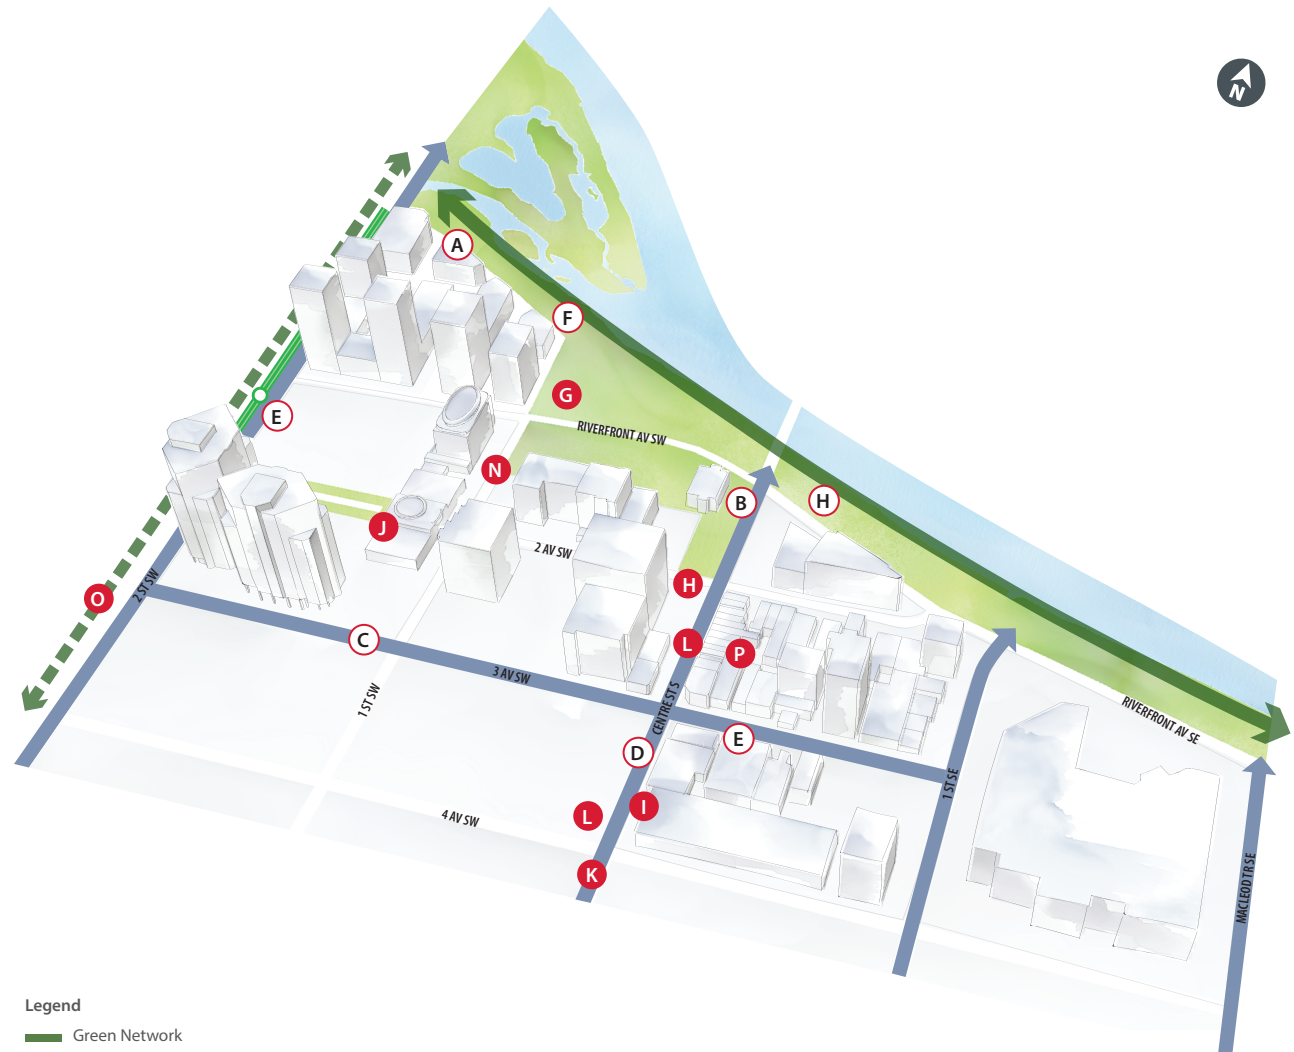 N
A
F
G
E
RIVERFRONT AV SW
N
B
H
J
2 AV SW
H
O
2 ST SW
C
L
P
3 AV SW
1 ST SW
CENTRE ST S
RIVERFRONT AV SE
D
E
1 ST SE
L
I
4 AV SW
K
MACLEOD TR SE
Legend
Green Network